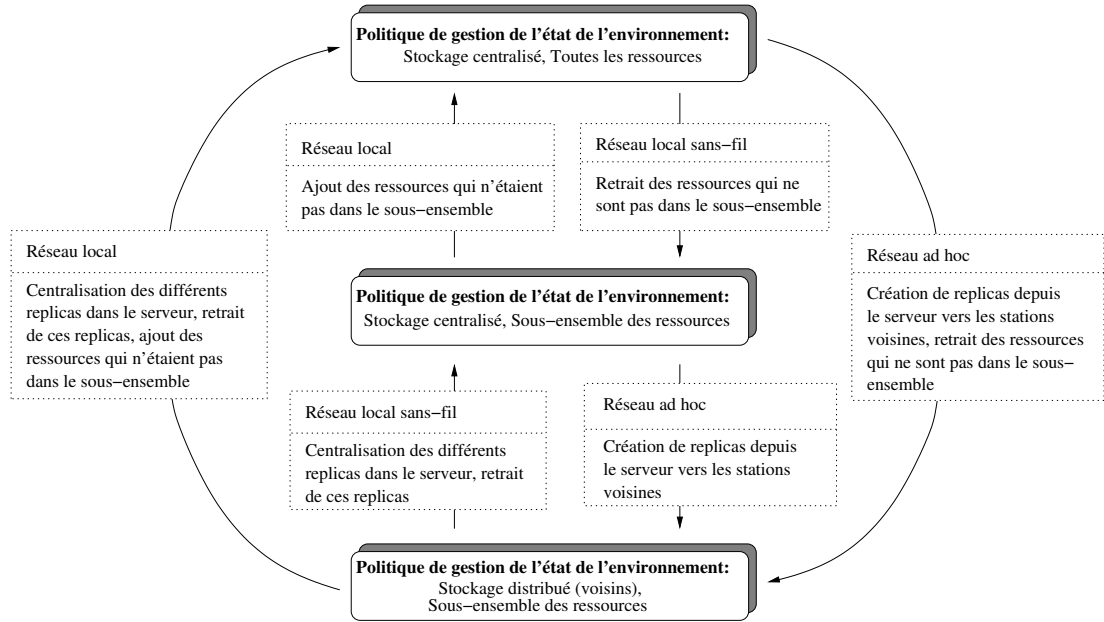 Politique de gestion de l'état de l'environnement:
Stockage centralisé, Toutes les ressources
Réseau local
Ajout des ressources qui n'étaient
pas dans le sous−ensemble
Réseau local sans−fil
Retrait des ressources qui ne
sont pas dans le sous−ensemble
Réseau local
Centralisation des différents
replicas dans le serveur, retrait
de ces replicas, ajout des
ressources qui n'étaient pas
dans le sous−ensemble
Politique de gestion de l'état de l'environnement:
Stockage centralisé, Sous−ensemble des ressources
Réseau ad hoc
Création de replicas depuis
le serveur vers les stations
voisines, retrait des ressources
qui ne sont pas dans le sous−
ensemble
Réseau local sans−fil
Centralisation des différents
replicas dans le serveur, retrait
de ces replicas
Réseau ad hoc
Création de replicas depuis
le serveur vers les stations
voisines
Politique de gestion de l'état de l'environnement:
Stockage distribué (voisins),
Sous−ensemble des ressources